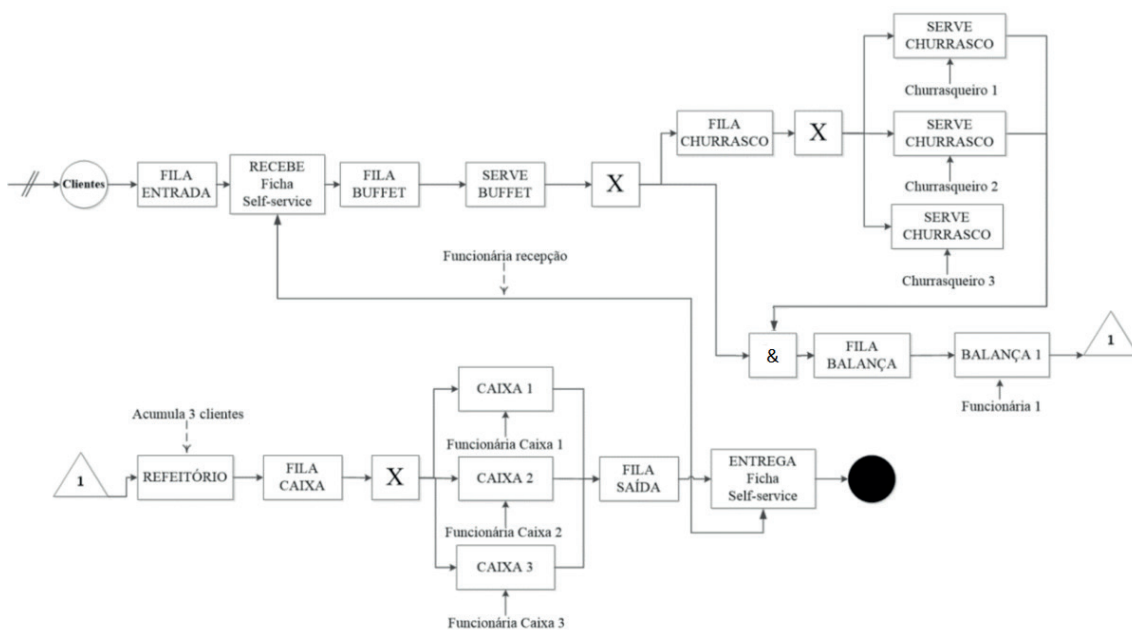 SERVE
CHURRASCO
Churrasqueiro 1
FILA
CHURRASCO
X
SERVE
CHURRASCO
Churrasqueiro 2
SERVE
CHURRASCO
Churrasqueiro 3
Clientes
FILA
ENTRADA
RECEBE
Ficha
Self-service
FILA
BUFFET
SERVE
BUFFET
X
Funcionária recepção
&
FILA
BALANÇA
BALANÇA 1
Funcionária 1
1
1
Acumula 3 clientes
REFEITÓRIO
FILA
CAIXA
X
CAIXA 1
Funcionária Caixa 1
CAIXA 2
Funcionária Caixa 2
CAIXA 3
Funcionária Caixa 3
FILA
SAÍDA
ENTREGA
Ficha
Self-service